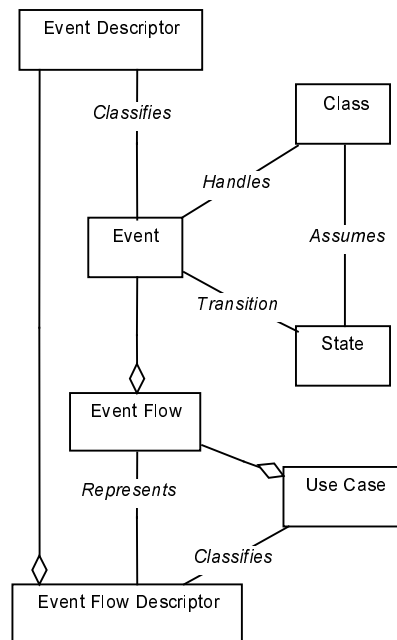 Event Descriptor
Classifies
Class
Handles
Event
Assumes
Transition
State
Event Flow
Represents
Use Case
Classifies
Event Flow Descriptor